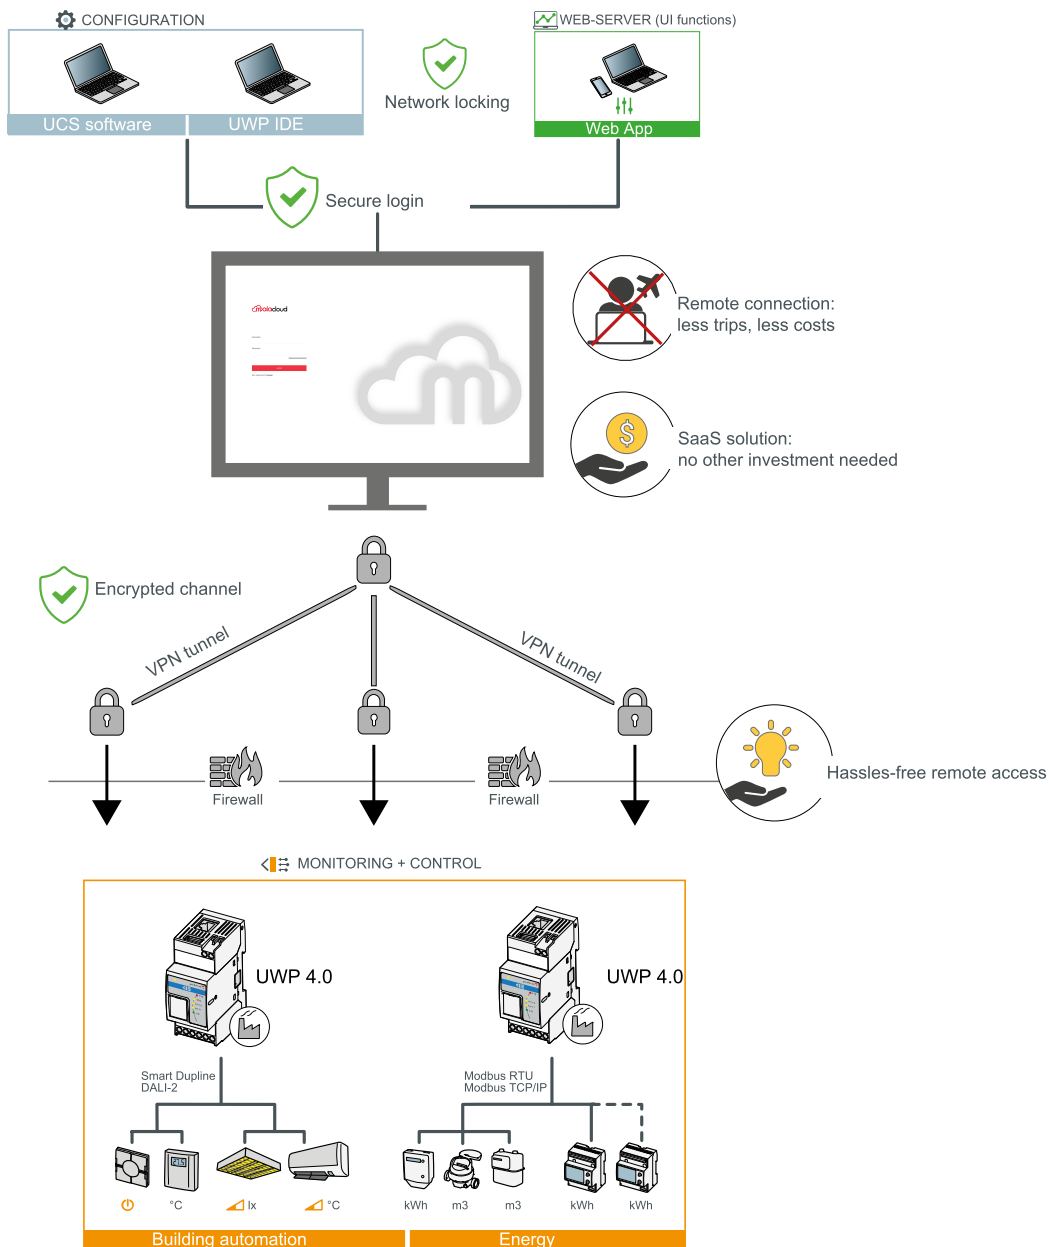 CONFIGURATION
WEB-SERVER (UI functions)
UCS software
UWP IDE
Network locking
Web App
Secure login
maiacloud
Remote connection:
less trips, less costs
SaaS solution:
no other investment needed
Encrypted channel
VPN tunnel
VPN tunnel
Firewall
Firewall
Hassles-free remote access
MONITORING + CONTROL
UWP 4.0
UWP 4.0
Smart Dupline
DALI-2
Modbus RTU
Modbus TCP/IP
°C
lx
°C
kWh
m3
m3
kWh
kWh
Building automation
Energy